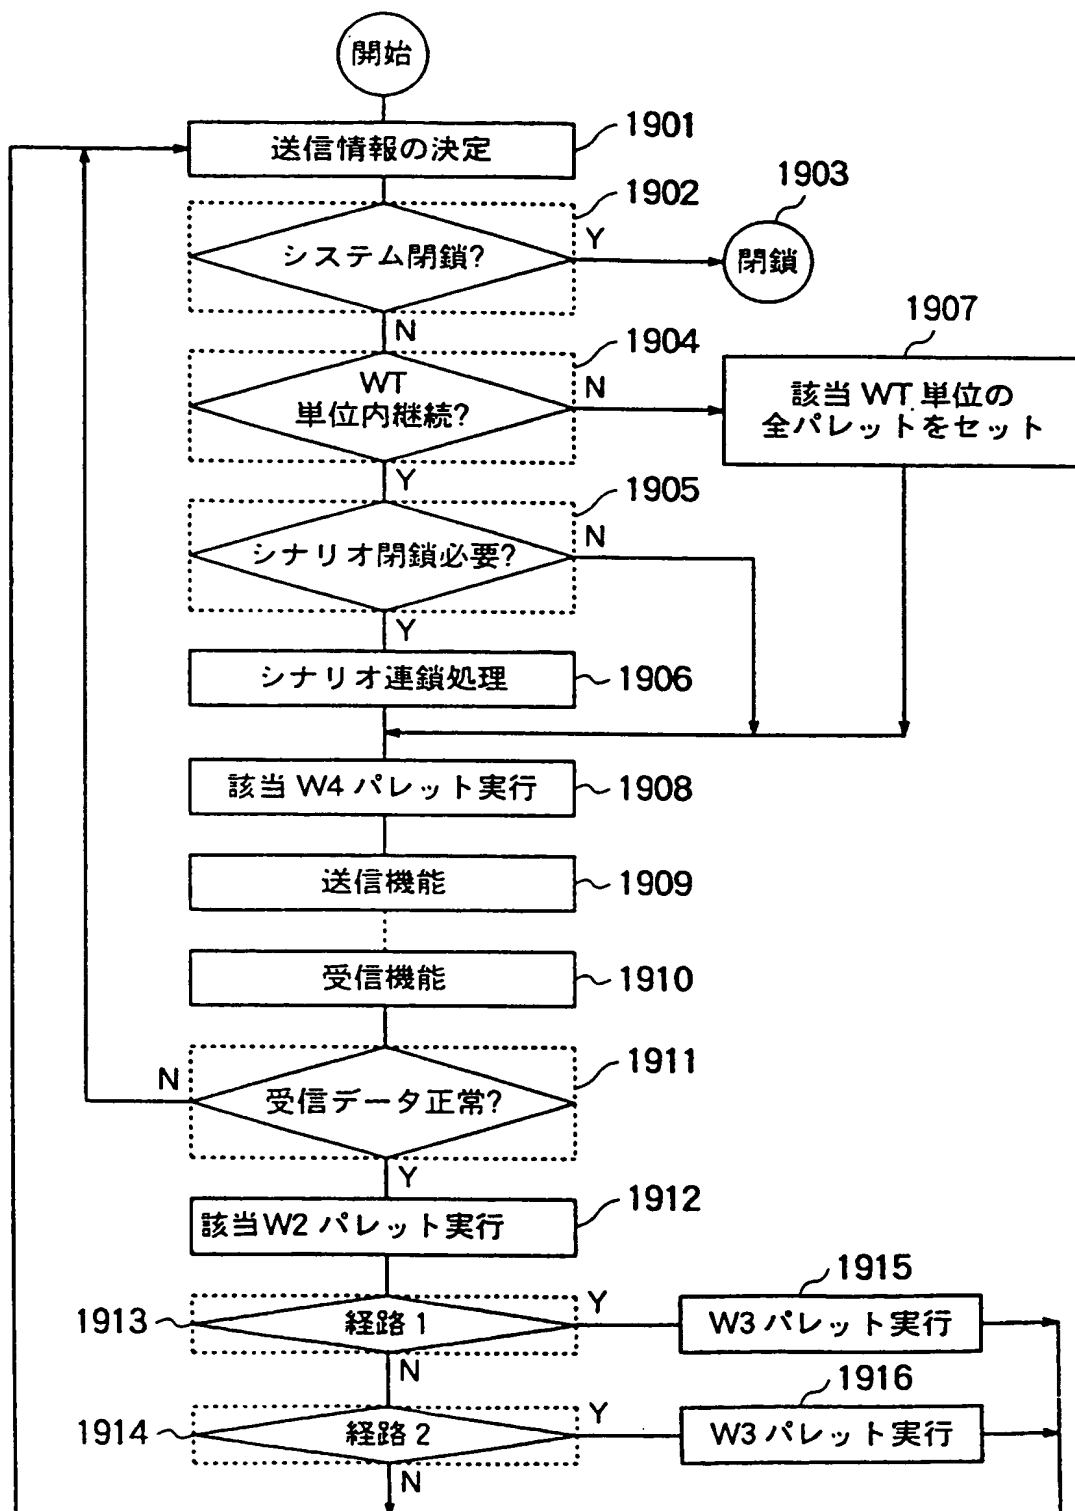 開始
送信情報の決定
1901
システム閉鎖?
1902
Y
N
閉鎖
1903
WT
単位内継続?
1904
N
Y
該当 WT 単位の
全パレットをセット
1907
シナリオ閉鎖必要?
1905
N
Y
シナリオ連鎖処理
1906
該当 W4 パレット実行
1908
送信機能
1909
受信機能
1910
受信データ正常?
1911
N
Y
該当W2 パレット実行
1912
1913
経路 1
Y
N
W3 パレット実行
1915
1914
経路 2
Y
N
W3 パレット実行
1916